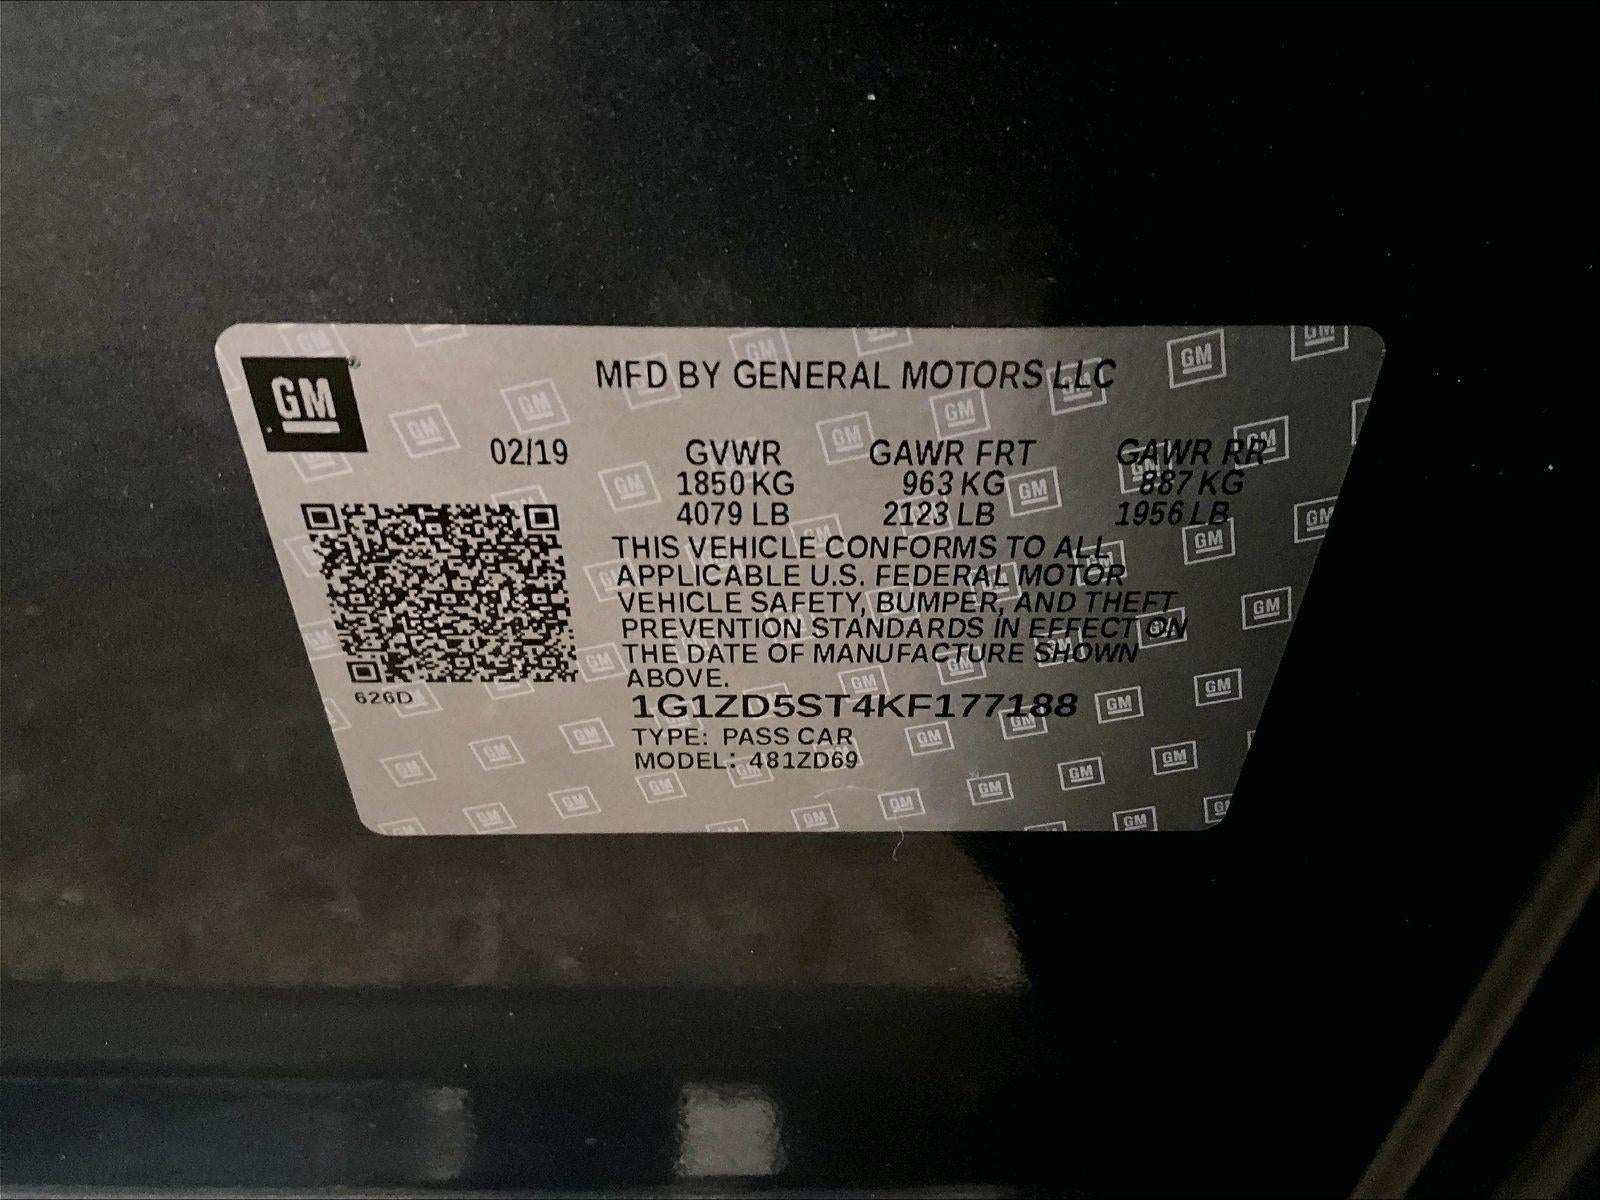 GM
MFD BY GENERAL MOTORS LLC
02/19 GVWR GAWR FRT GAWR RR
1850 KG 963 KG 887 KG
4079 LB 2123 LB 1956 LB
THIS VEHICLE CONFORMS TO ALL
APPLICABLE U.S. FEDERAL MOTOR
VEHICLE SAFETY, BUMPER, AND THEFT
PREVENTION STANDARDS IN EFFECT ON
THE DATE OF MANUFACTURE SHOWN
ABOVE.
626D
1G1ZD5ST4KF177188
TYPE: PASS CAR
MODEL: 481ZD69